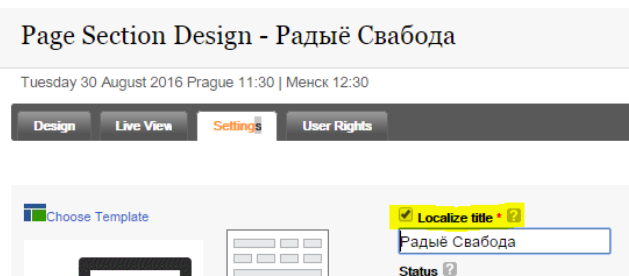 Page Section Design - Радыё Свабода
Tuesday 30 August 2016 Prague 11:30 | Менск 12:30
Design Live View Settings User Rights
Choose Template
Localize title * ?
Радыё Свабода
Status ?